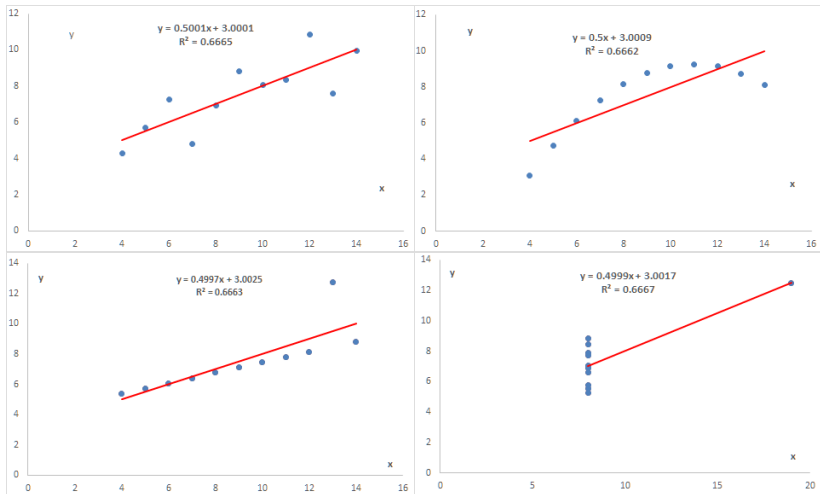 12
10
8
6
4
2
0
0 2 4 6 8 10 12 14 16
y
y = 0.5001x + 3.0001
R² = 0.6665
x
12
10
8
6
4
2
0
0 2 4 6 8 10 12 14 16
y
y = 0.5x + 3.0009
R² = 0.6662
x
14
12
10
8
6
4
2
0
0 2 4 6 8 10 12 14 16
y
y = 0.4997x + 3.0025
R² = 0.6663
x
14
12
10
8
6
4
2
0
0 5 10 15 20
y
y = 0.4999x + 3.0017
R² = 0.6667
x